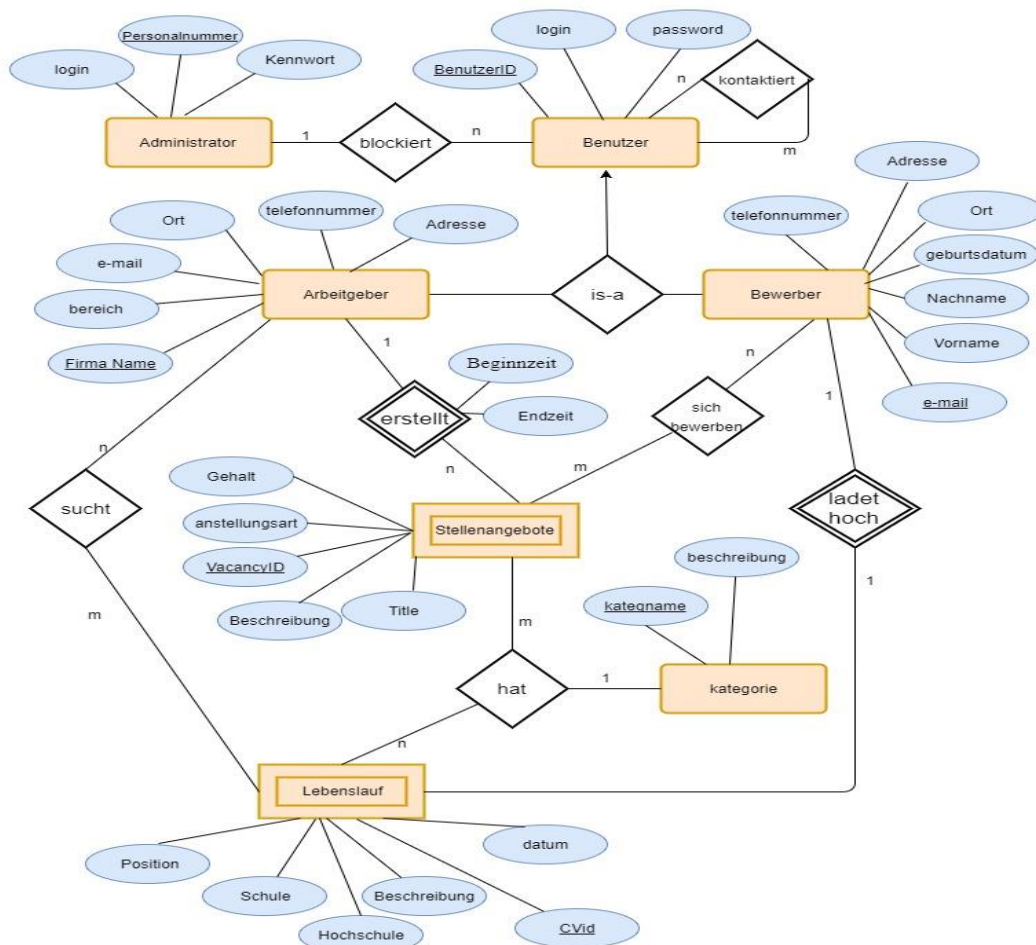 Personalnummer
login
Kennwort
Administrator
1
blockiert
n
BenutzerID
login
password
n
kontaktiert
m
Benutzer
Adresse
telefonnummer
Ort
geburtsdatum
Nachname
Vorname
e-mail
Bewerber
is-a
Ort
telefonnummer
Adresse
e-mail
bereich
Firma Name
Arbeitgeber
1
erstellt
Beginnzeit
Endzeit
n
n
sich
bewerben
m
1
ladet
hoch
1
n
sucht
m
Gehalt
anstellungsart
VacancyID
Beschreibung
Title
Stellenangebote
m
hat
1
n
beschreibung
kategname
kategorie
Lebenslauf
Position
Schule
Hochschule
Beschreibung
CVid
datum